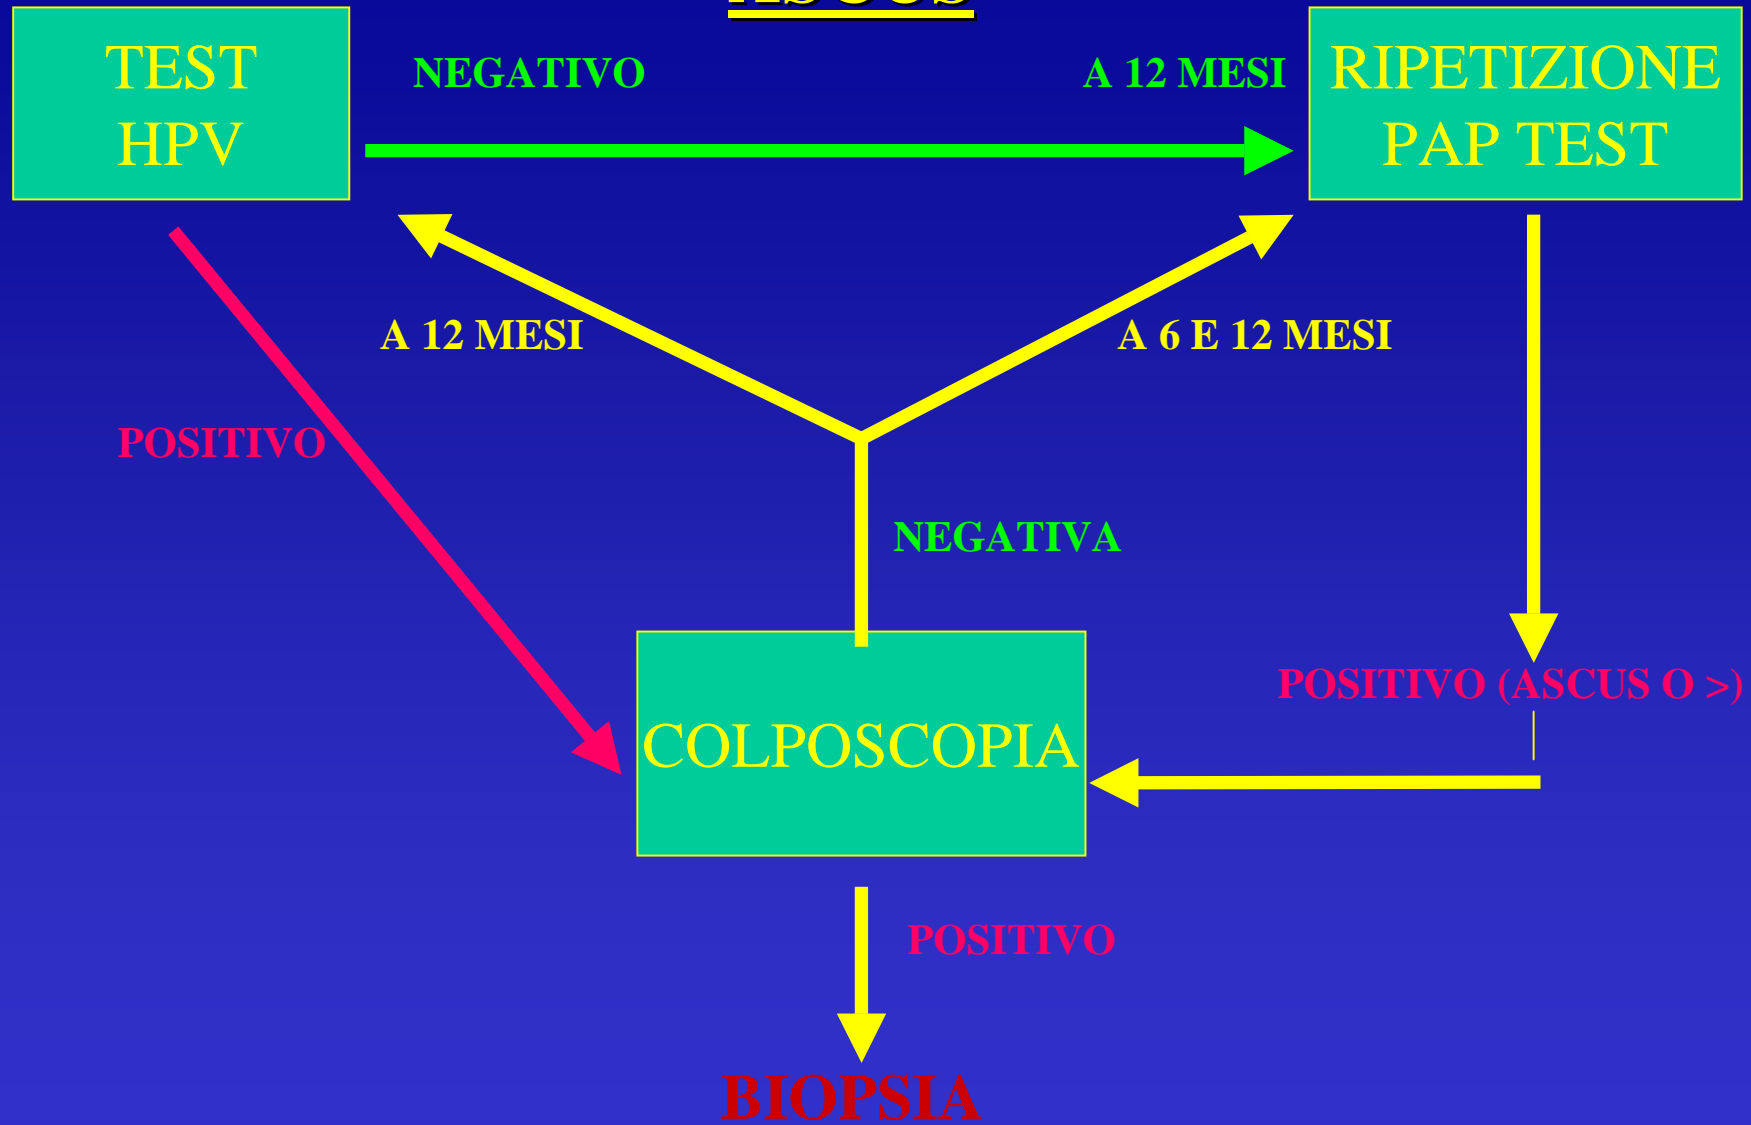 ASCUS
TEST
HPV
NEGATIVO
A 12 MESI
RIPETIZIONE
PAP TEST
A 12 MESI
A 6 E 12 MESI
POSITIVO
NEGATIVA
POSITIVO (ASCUS O >)
COLPOSCOPIA
POSITIVO
BIOPSIA